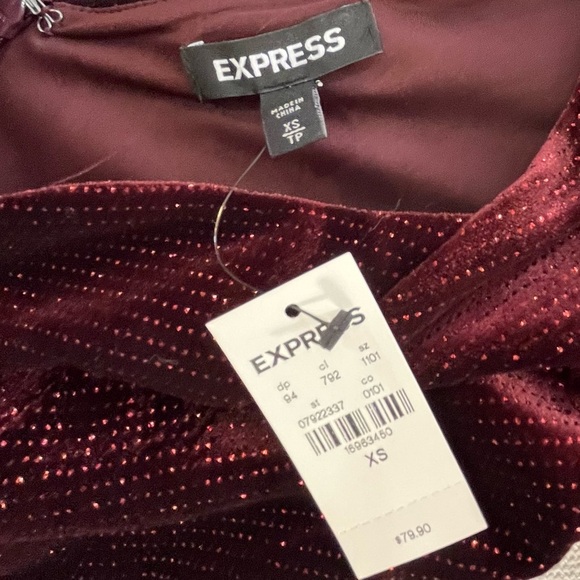 EXPRESS
MADE IN
CHINA
XS
TP
EXPRESS
dp cl sz
94 792 1101
st co
07922337 0101
16963450
XS
$79.90